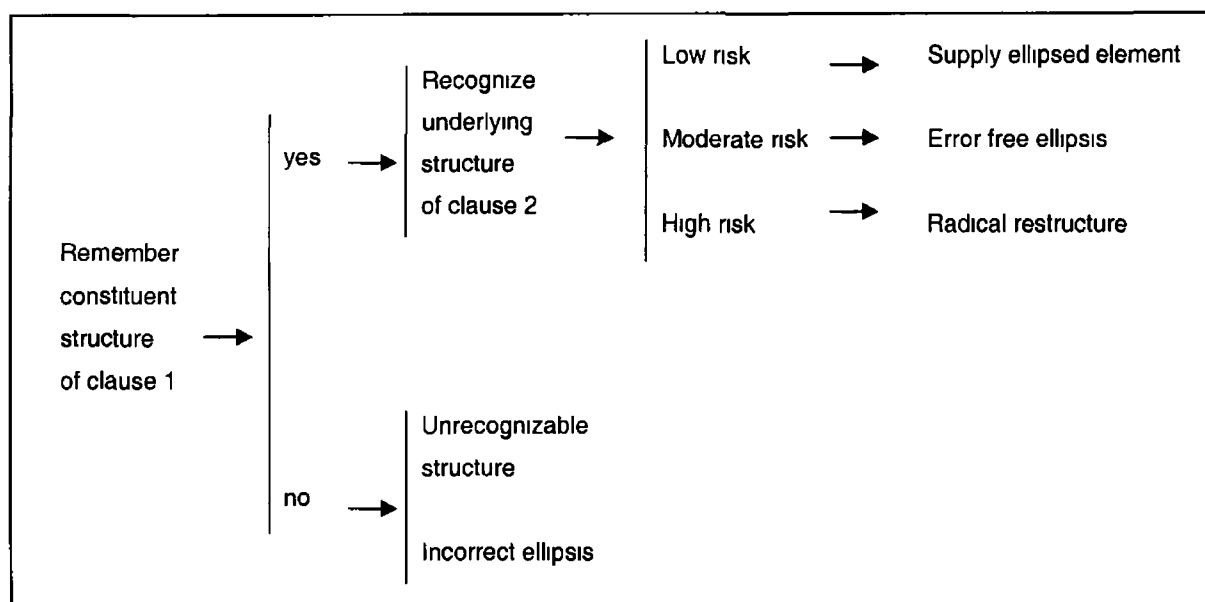 Remember
constituent
structure
of clause 1
yes
Recognize
underlying
structure
of clause 2
Low risk
Supply ellipsed element
Moderate risk
Error free ellipsis
High risk
Radical restructure
no
Unrecognizable
structure
Incorrect ellipsis